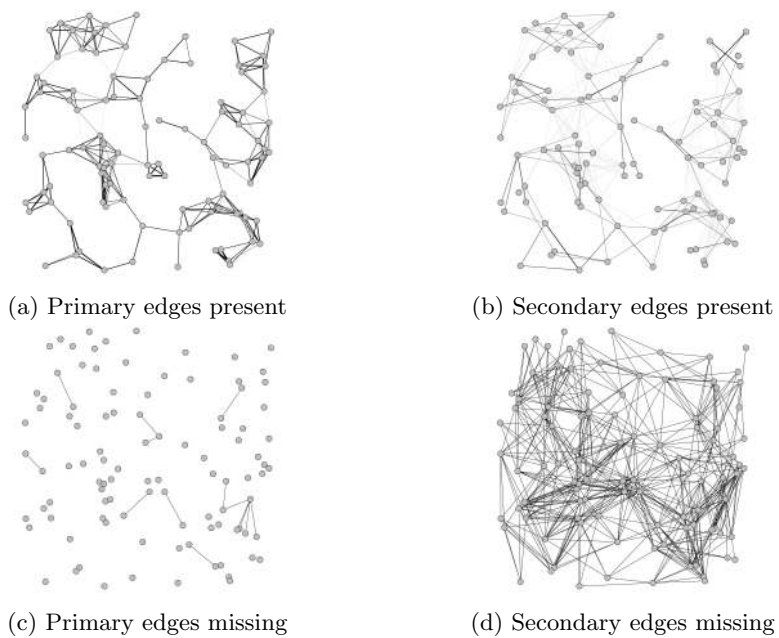 (a) Primary edges present
(b) Secondary edges present
(c) Primary edges missing
(d) Secondary edges missing